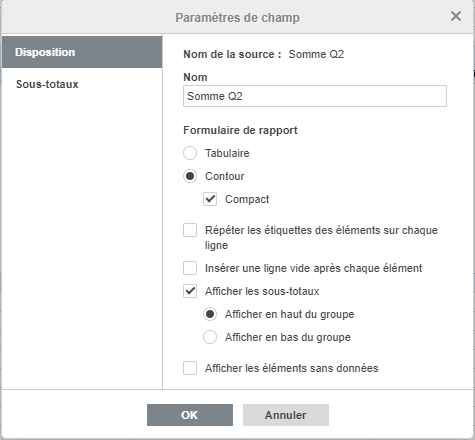 Paramètres de champ
Disposition
Sous-totaux
Nom de la source : Somme Q2
Nom
Somme Q2
Formulaire de rapport
Tabulaire
Contour
Compact
Répéter les étiquettes des éléments sur chaque
ligne
Insérer une ligne vide après chaque élément
Afficher les sous-totaux
Afficher en haut du groupe
Afficher en bas du groupe
Afficher les éléments sans données
OK
Annuler